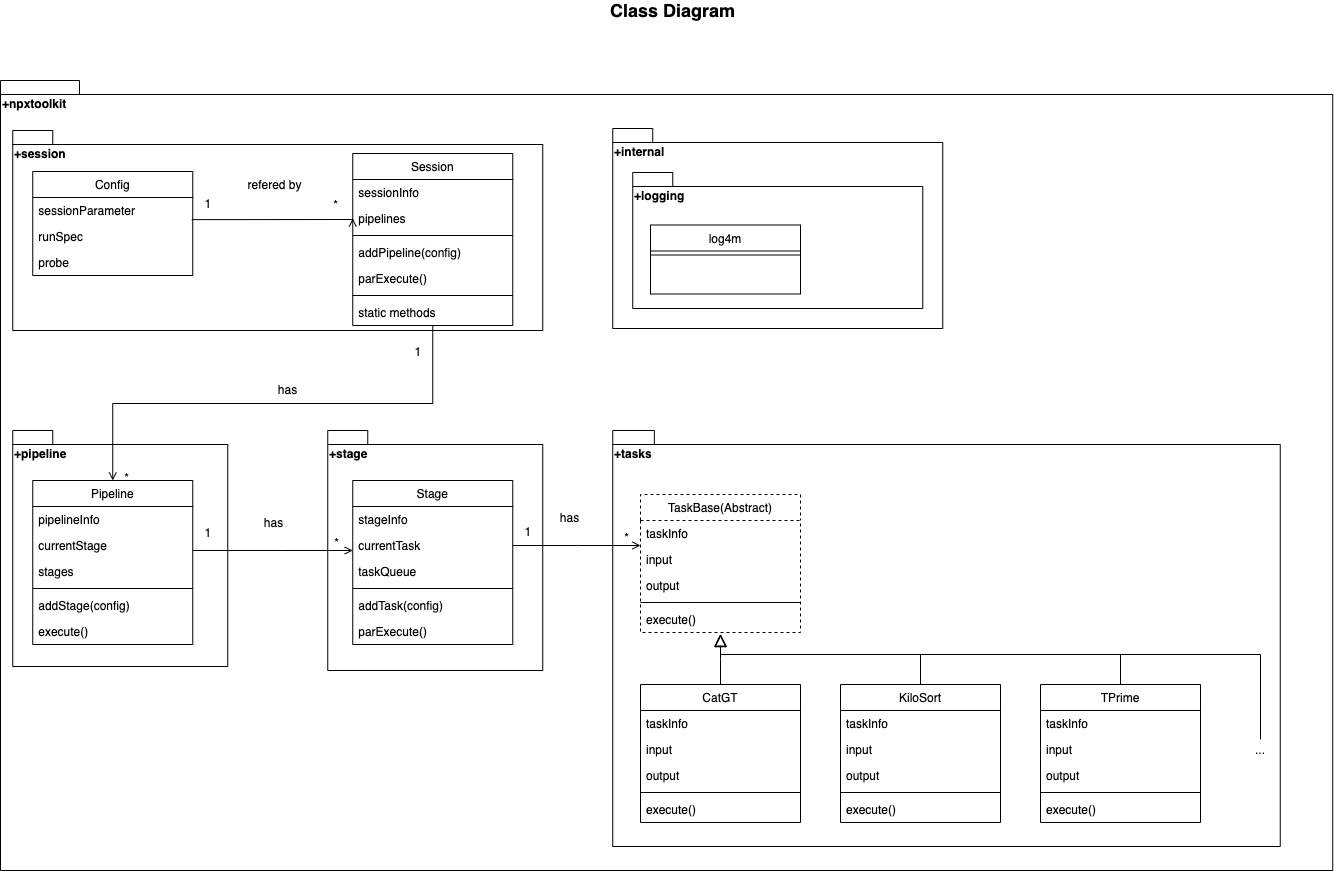 Class Diagram
+npxtoolkit
+session
Config
sessionParameter
runSpec
probe
refered by
1
*
Session
sessionInfo
pipelines
addPipeline(config)
parExecute()
static methods
+internal
+logging
log4m
1
has
*
+pipeline
Pipeline
pipelineInfo
currentStage
stages
addStage(config)
execute()
1
has
*
+stage
Stage
stageInfo
currentTask
taskQueue
addTask(config)
parExecute()
1
has
*
+tasks
TaskBase(Abstract)
taskInfo
input
output
execute()
CatGT
taskInfo
input
output
execute()
KiloSort
taskInfo
input
output
execute()
TPrime
taskInfo
input
output
execute()
...